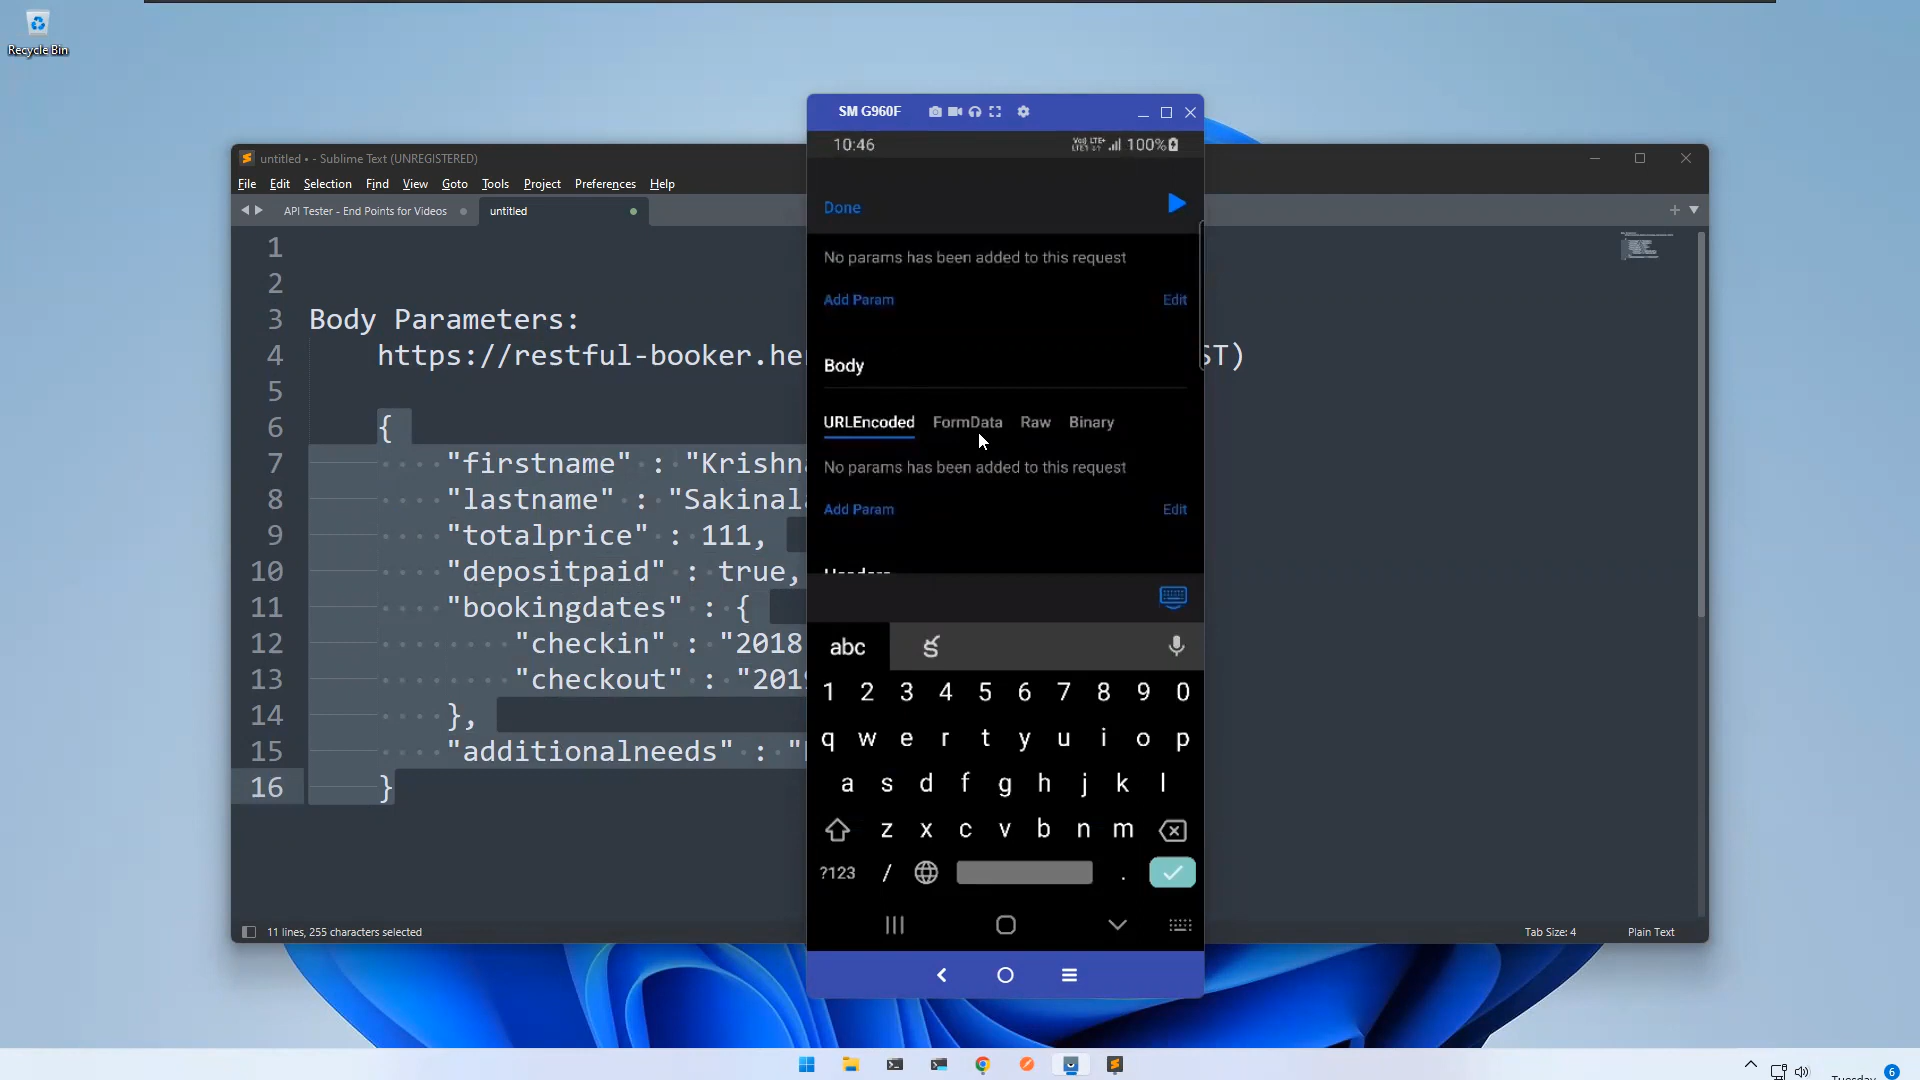 Recycle Bin
untitled • - Sublime Text (UNREGISTERED)
File Edit Selection Find View Goto Tools Project Preferences Help
API Tester - End Points for Videos
untitled
1
2
3 Body Parameters:
4 https://restful-booker.he ST)
5
6 {
7 "firstname" : "Krishn
8 "lastname" : "Sakinal
9 "totalprice" : 111,
10 "depositpaid" : true,
11 "bookingdates" : {
12 "checkin" : "2018
13 "checkout" : "201
14 },
15 "additionalneeds" : "
16 }
11 lines, 255 characters selected
Tab Size: 4
Plain Text
SM G960F
10:46
100%
Done
No params has been added to this request
Add Param Edit
Body
URLEncoded FormData Raw Binary
No params has been added to this request
Add Param Edit
abc క
1 2 3 4 5 6 7 8 9 0
q w e r t y u i o p
a s d f g h j k l
z x c v b n m
?123 / .
6